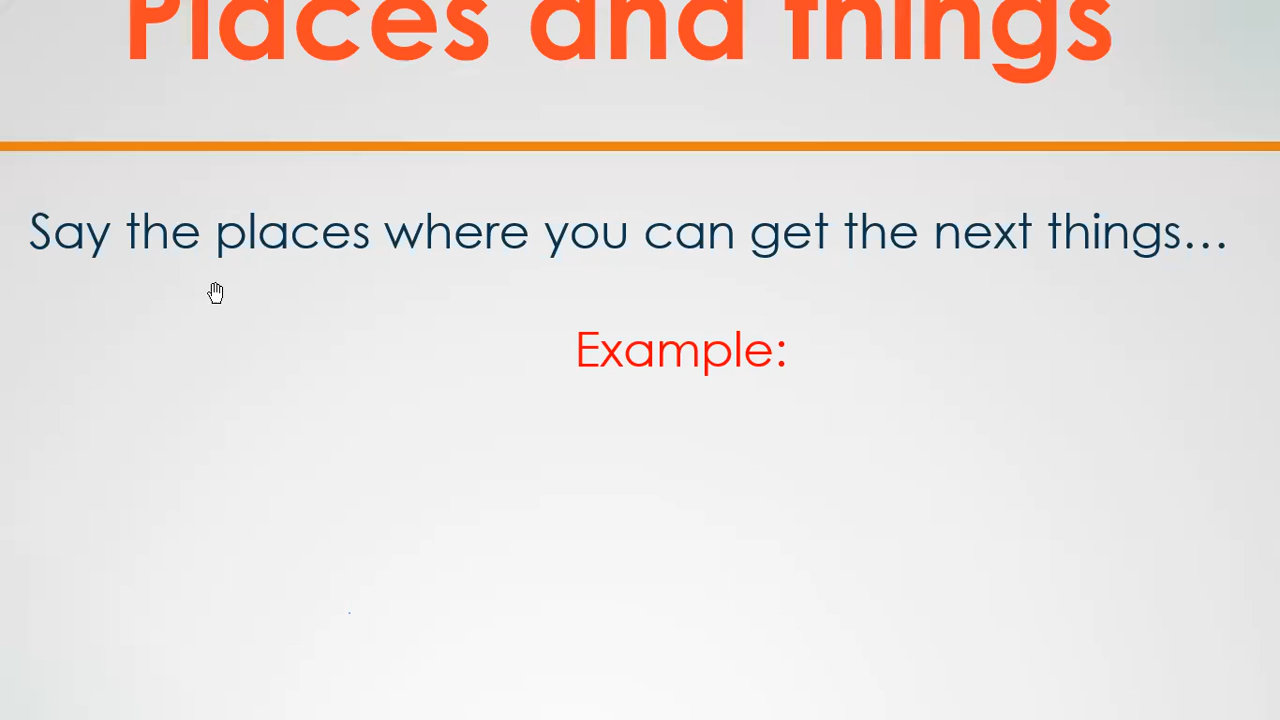 Places and things
Say the places where you can get the next things...
Example: